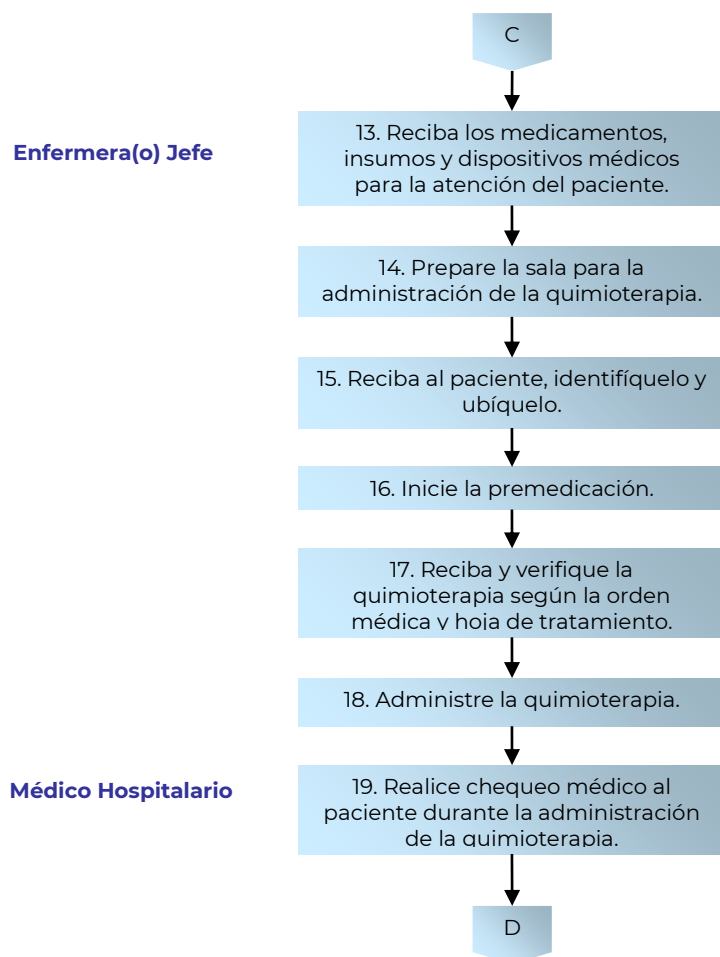 C
Enfermera(o) Jefe
13. Reciba los medicamentos,
insumos y dispositivos médicos
para la atención del paciente.
14. Prepare la sala para la
administración de la quimioterapia.
15. Reciba al paciente, identifíquelo y
ubíquelo.
16. Inicie la premedicación.
17. Reciba y verifique la
quimioterapia según la orden
médica y hoja de tratamiento.
18. Administre la quimioterapia.
Médico Hospitalario
19. Realice chequeo médico al
paciente durante la administración
de la quimioterapia.
D